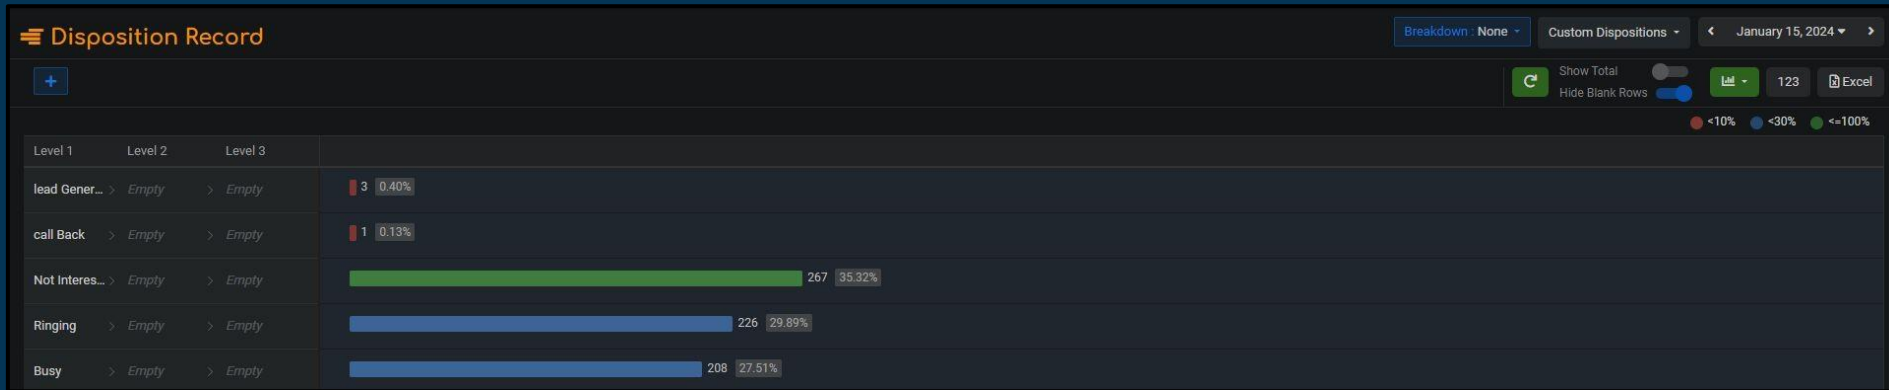 Disposition Record
Breakdown : None
Custom Dispositions
January 15, 2024
+
Show Total
Hide Blank Rows
123
Excel
<10% <30% <=100%
Level 1 Level 2 Level 3
lead Gener... > Empty > Empty 3 0.40%
call Back > Empty > Empty 1 0.13%
Not Interes... > Empty > Empty 267 35.32%
Ringing > Empty > Empty 226 29.89%
Busy > Empty > Empty 208 27.51%